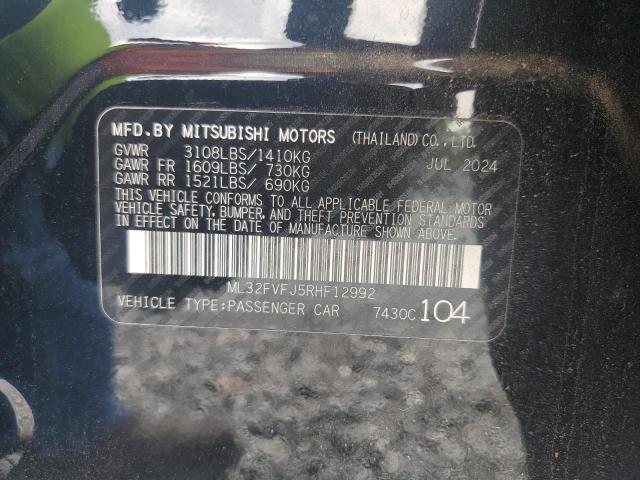 MFD.BY MITSUBISHI MOTORS (THAILAND)CO.,LTD.
GVWR 3108LBS/1410KG JUL 2024
GAWR FR 1609LBS/ 730KG
GAWR RR 1521LBS/ 690KG
THIS VEHICLE CONFORMS TO ALL APPLICABLE FEDERAL MOTOR
VEHICLE SAFETY, BUMPER, AND THEFT PREVENTION STANDARDS
IN EFFECT ON THE DATE OF MANUFACTURE SHOWN ABOVE.
ML32FVFJ5RHF12992
VEHICLE TYPE:PASSENGER CAR 7430C 104